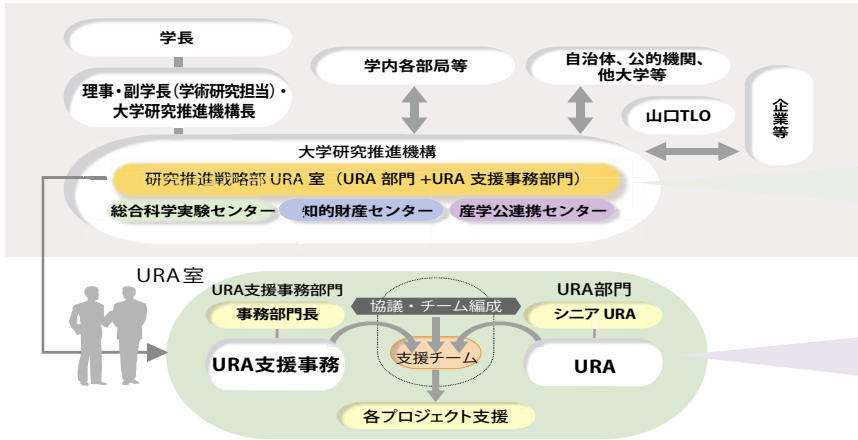 学長
理事・副学長(学術研究担当)・
大学研究推進機構長
学内各部局等
自治体、公的機関、
他大学等
山口TLO
企業等
大学研究推進機構
研究推進戦略部 URA 室(URA 部門 +URA 支援事務部門)
総合科学実験センター
知的財産センター
産学公連携センター
URA室
URA支援事務部門
事務部門長
URA支援事務
協議・チーム編成
支援チーム
URA部門
シニア URA
URA
各プロジェクト支援